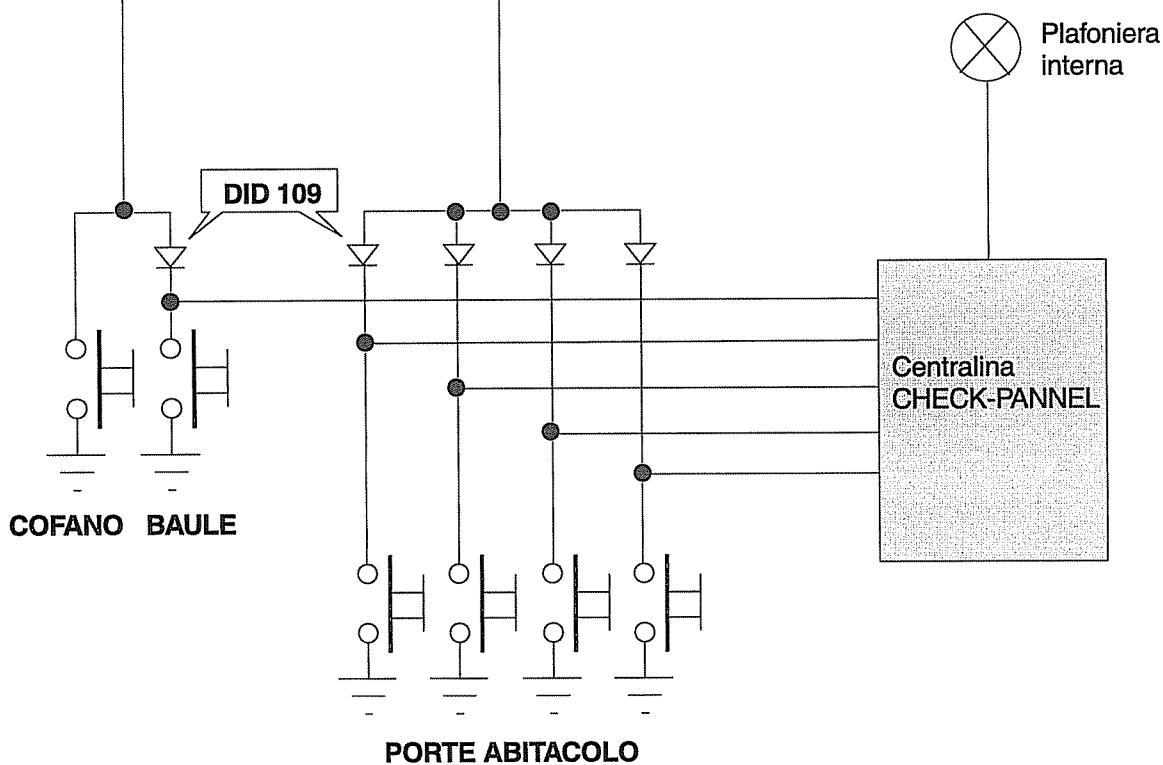 Plafoniera
interna
DID 109
Centralina
CHECK-PANNEL
COFANO BAULE
PORTE ABITACOLO